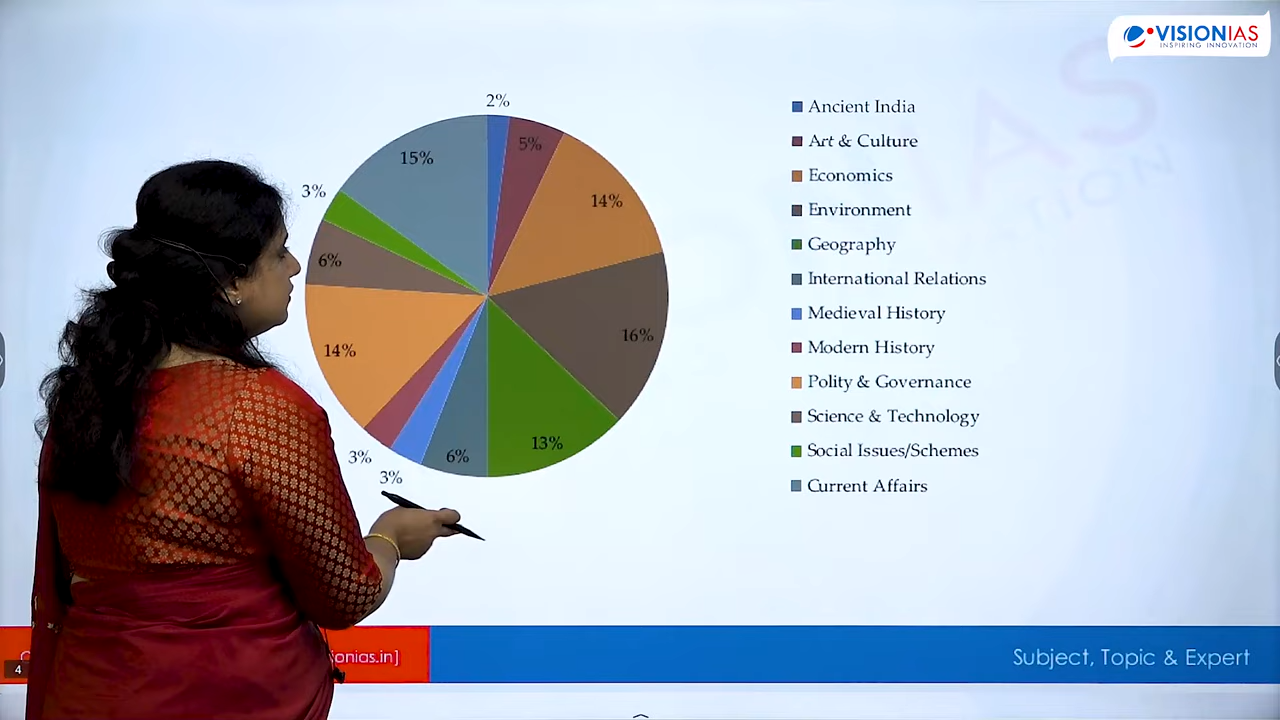 VISIONIAS
INSPIRING INNOVATION
2%
5%
14%
16%
13%
6%
3%
3%
14%
6%
3%
15%
Ancient India
Art & Culture
Economics
Environment
Geography
International Relations
Medieval History
Modern History
Polity & Governance
Science & Technology
Social Issues/Schemes
Current Affairs
4
onias.in]
Subject, Topic & Expert